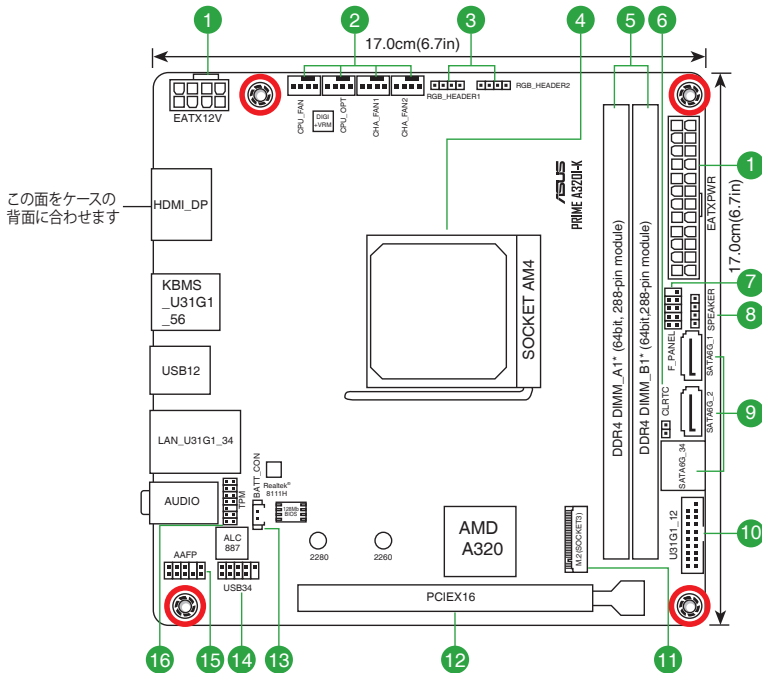 1
2
3
4
5
6
17.0cm(6.7in)
EATX12V
CPU_FAN
DIGI
+VRM
CPU_OPT
CHA_FAN1
CHA_FAN2
RGB_HEADER1
RGB_HEADER2
この面をケースの
背面に合わせます
HDMI_DP
ASUS
PRIME A320I-K
DDR4 DIMM_A1* (64bit, 288-pin module)
DDR4 DIMM_B1* (64bit,288-pin module)
EATXPWR
1
17.0cm(6.7in)
KBMS
_U31G1
_56
SOCKET AM4
7
F_PANEL
SPEAKER
8
SATA6G_1
USB12
CLRTC
SATA6G_2
9
LAN_U31G1_34
BATT_CON
Realtek®
8111H
SATA6G_34
AUDIO
TPM
128Mb
BIOS
ALC
887
AMD
A320
M.2(SOCKET3)
U31G1_12
10
AAFP
USB34
2280
2260
PCIEX16
16
15
14
13
12
11